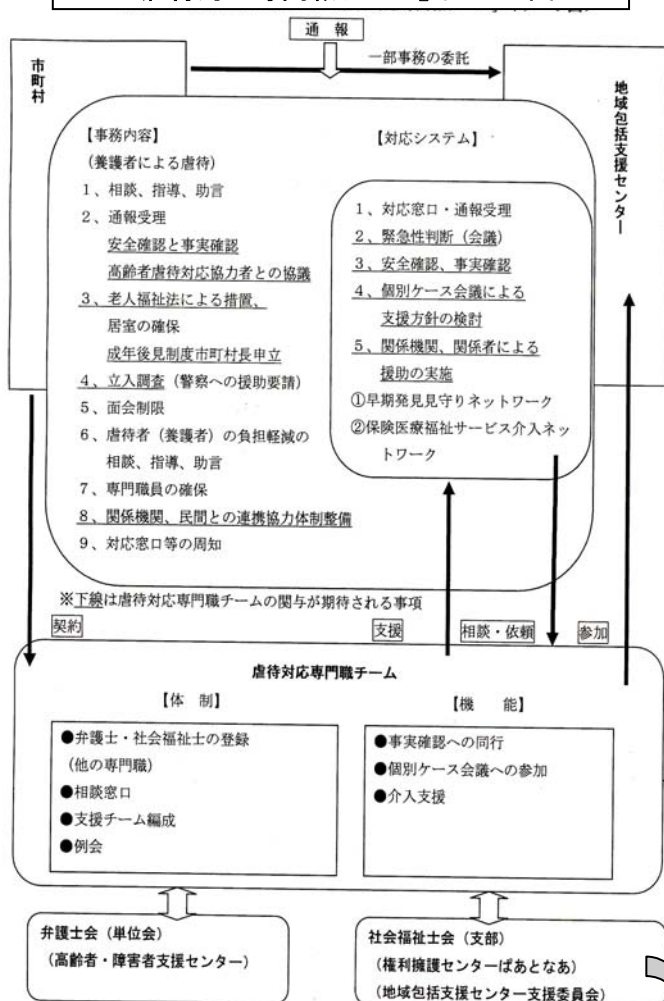 通 報
一部事務の委託
市町村
地域包括支援センター
【事務内容】
(養護者による虐待)
1、相談、指導、助言
2、通報受理
安全確認と事実確認
高齢者虐待対応協力者との協議
3、老人福祉法による措置、
居室の確保
成年後見制度市町村長申立
4、立入調査(警察への援助要請)
5、面会制限
6、虐待者(養護者)の負担軽減の
相談、指導、助言
7、専門職員の確保
8、関係機関、民間との連携協力体制整備
9、対応窓口等の周知
【対応システム】
1、対応窓口・通報受理
2、緊急性判断(会議)
3、安全確認、事実確認
4、個別ケース会議による
支援方針の検討
5、関係機関、関係者による
援助の実施
①早期発見見守りネットワーク
②保険医療福祉サービス介入ネッ
トワーク
※下線は虐待対応専門職チームの関与が期待される事項
契約
支援
相談・依頼
参加
虐待対応専門職チーム
【体 制】
●弁護士・社会福祉士の登録
(他の専門職)
●相談窓口
●支援チーム編成
●例会
【機 能】
●事実確認への同行
●個別ケース会議への参加
●介入支援
弁護士会(単位会)
(高齢者・障害者支援センター)
社会福祉士会(支部)
(権利擁護センターぱあとなあ)
(地域包括支援センター支援委員会)